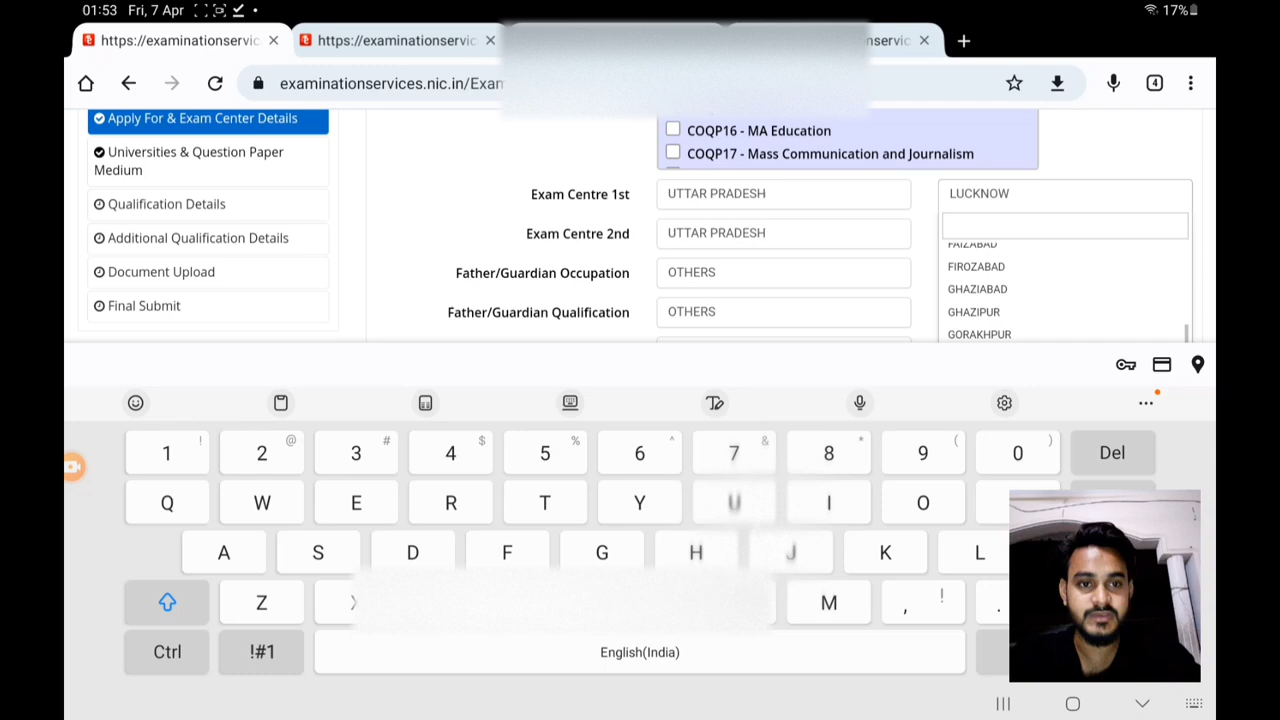 01:53 Fri, 7 Apr 17%
https://examinationservic https://examinationservic nservic
examinationservices.nic.in/Exam 4
Apply For & Exam Center Details
Universities & Question Paper
Medium
Qualification Details
Additional Qualification Details
Document Upload
Final Submit
COQP16 - MA Education
COQP17 - Mass Communication and Journalism
Exam Centre 1st UTTAR PRADESH LUCKNOW
Exam Centre 2nd UTTAR PRADESH
Father/Guardian Occupation OTHERS
Father/Guardian Qualification OTHERS
FAIZABAD
FIROZABAD
GHAZIABAD
GHAZIPUR
GORAKHPUR
! @ # $ % ^ & * ( )
1 2 3 4 5 6 7 8 9 0 Del
Q W E R T Y U I O
A S D F G H J K L
Z M , ! .
Ctrl !#1 English(India)